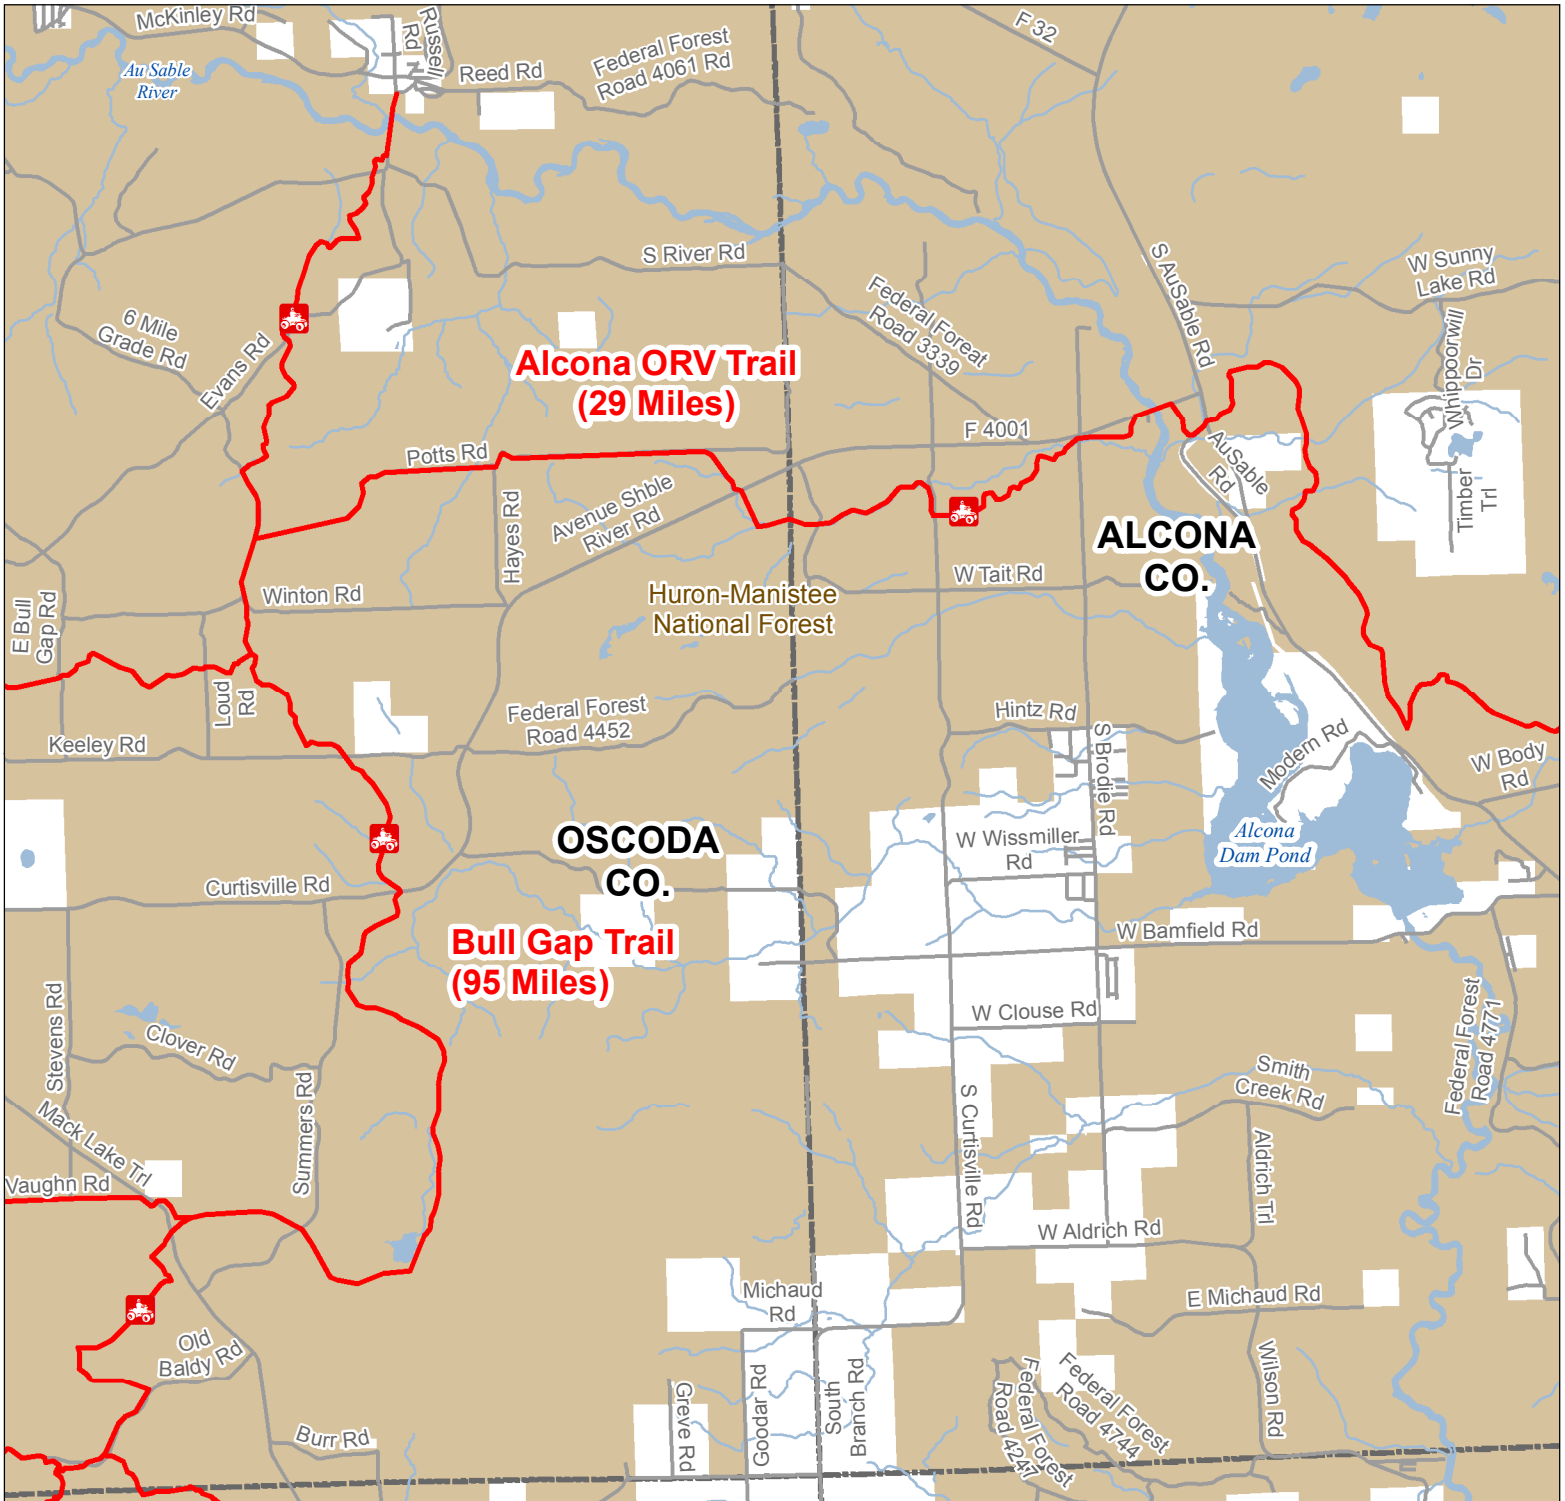 McKinley Rd
Russell
Rd
F 32
Au Sable
River
Reed Rd
Federal Forest
Road 4061 Rd
S River Rd
S AuSable Rd
W Sunny
Lake Rd
6 Mile
Grade Rd
Evans Rd
Federal Foreat
Road 3339
Whippoorwill
Dr
Alcona ORV Trail
(29 Miles)
Potts Rd
F 4001
AuSable
Rd
Timber
Trl
Hayes Rd
Avenue Shble
River Rd
ALCONA
CO.
E Bull
Gap Rd
Winton Rd
W Tait Rd
Huron-Manistee
National Forest
Loud
Rd
Federal Forest
Road 4452
Hintz Rd
S Brodie Rd
Modern Rd
W Body
Rd
Keeley Rd
OSCODA
CO.
W Wissmiller
Rd
Alcona
Dam Pond
Curtisville Rd
Bull Gap Trail
(95 Miles)
W Bamfield Rd
Stevens Rd
Clover Rd
W Clouse Rd
Federal Forest
Road 4771
Summers Rd
Smith
Creek Rd
Mack Lake Trl
S Curtisville Rd
Aldrich Trl
Vaughn Rd
W Aldrich Rd
Michaud
Rd
E Michaud Rd
Old
Baldy Rd
Wilson Rd
Greve Rd
Goodar Rd
South
Branch Rd
Federal Forest
Road 4247
Federal Forest
Road 4744
Burr Rd